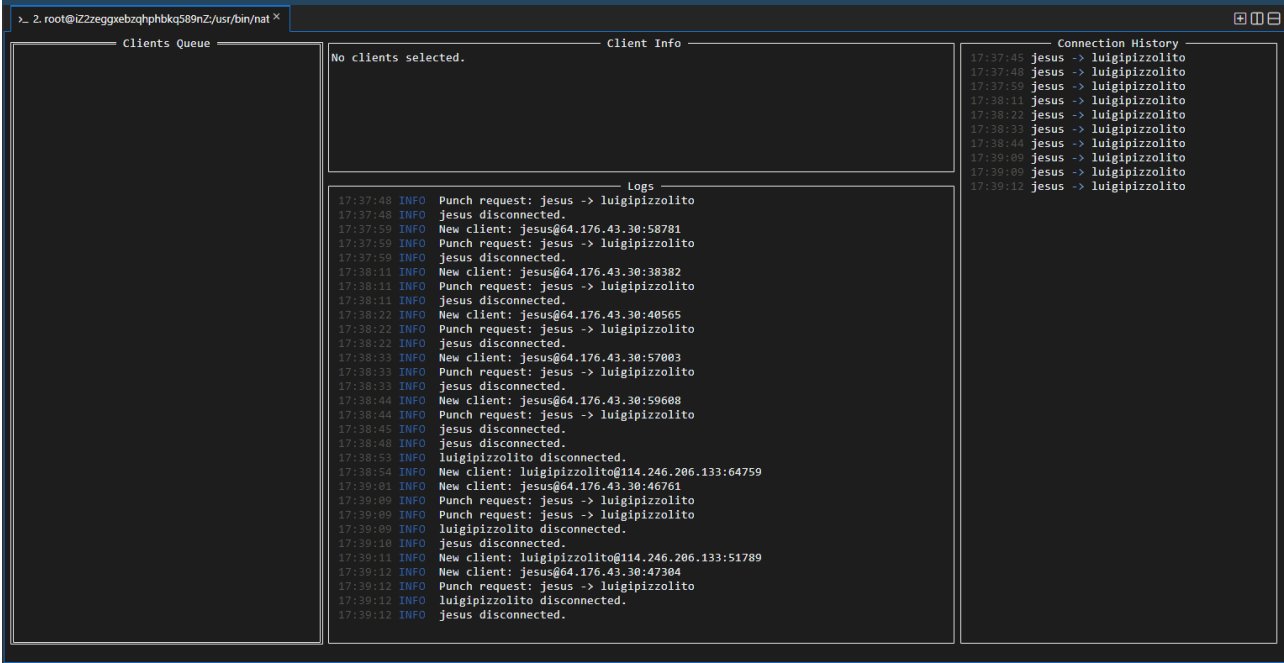 >_ 2. root@iZ2zeggxebzqhphbkq589nZ:/usr/bin/nat ×
Clients Queue
Client Info
No clients selected.
Logs
17:37:48 INFO Punch request: jesus -> luigipizzolito
17:37:48 INFO jesus disconnected.
17:37:59 INFO New client: jesus@64.176.43.30:58781
17:37:59 INFO Punch request: jesus -> luigipizzolito
17:37:59 INFO jesus disconnected.
17:38:11 INFO New client: jesus@64.176.43.30:38382
17:38:11 INFO Punch request: jesus -> luigipizzolito
17:38:11 INFO jesus disconnected.
17:38:22 INFO New client: jesus@64.176.43.30:40565
17:38:22 INFO Punch request: jesus -> luigipizzolito
17:38:22 INFO jesus disconnected.
17:38:33 INFO New client: jesus@64.176.43.30:57003
17:38:33 INFO Punch request: jesus -> luigipizzolito
17:38:33 INFO jesus disconnected.
17:38:44 INFO New client: jesus@64.176.43.30:59608
17:38:44 INFO Punch request: jesus -> luigipizzolito
17:38:45 INFO jesus disconnected.
17:38:48 INFO jesus disconnected.
17:38:53 INFO luigipizzolito disconnected.
17:38:54 INFO New client: luigipizzolito@114.246.206.133:64759
17:39:01 INFO New client: jesus@64.176.43.30:46761
17:39:09 INFO Punch request: jesus -> luigipizzolito
17:39:09 INFO Punch request: jesus -> luigipizzolito
17:39:09 INFO luigipizzolito disconnected.
17:39:10 INFO jesus disconnected.
17:39:11 INFO New client: luigipizzolito@114.246.206.133:51789
17:39:12 INFO New client: jesus@64.176.43.30:47304
17:39:12 INFO Punch request: jesus -> luigipizzolito
17:39:12 INFO luigipizzolito disconnected.
17:39:12 INFO jesus disconnected.
Connection History
17:37:45 jesus -> luigipizzolito
17:37:48 jesus -> luigipizzolito
17:37:59 jesus -> luigipizzolito
17:38:11 jesus -> luigipizzolito
17:38:22 jesus -> luigipizzolito
17:38:33 jesus -> luigipizzolito
17:38:44 jesus -> luigipizzolito
17:39:09 jesus -> luigipizzolito
17:39:09 jesus -> luigipizzolito
17:39:12 jesus -> luigipizzolito